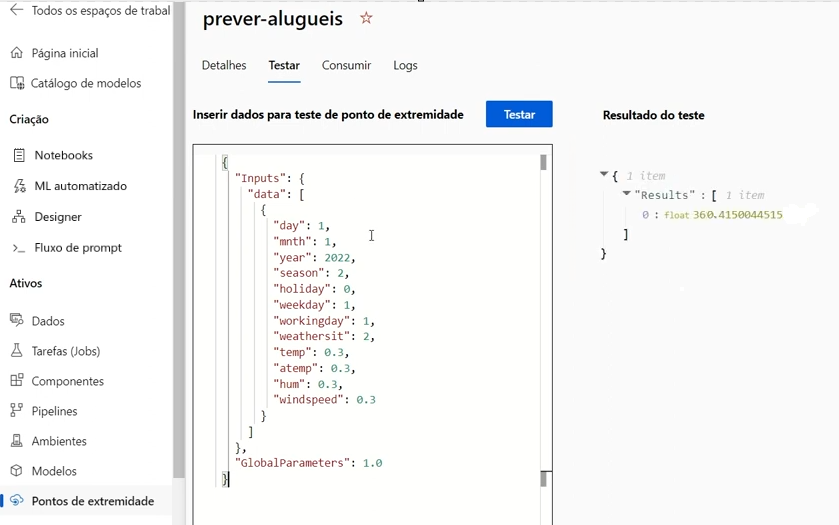 Todos os espaços de trabal
Página inicial
Catálogo de modelos
Criação
Notebooks
ML automatizado
Designer
Fluxo de prompt
Ativos
Dados
Tarefas (Jobs)
Componentes
Pipelines
Ambientes
Modelos
Pontos de extremidade
prever-alugueis
Detalhes Testar Consumir Logs
Inserir dados para teste de ponto de extremidade Testar
{
"Inputs": {
"data": [
{
"day": 1,
"mnth": 1,
"year": 2022,
"season": 2,
"holiday": 0,
"weekday": 1,
"workingday": 1,
"weathersit": 2,
"temp": 0.3,
"atemp": 0.3,
"hum": 0.3,
"windspeed": 0.3
}
]
},
"GlobalParameters": 1.0
}
Resultado do teste
{ 1 item
"Results" : [ 1 item
0 : float 360.4150044515
]
}